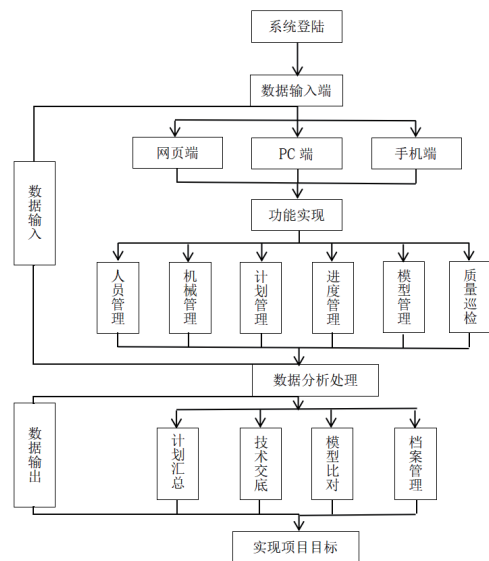 系统登陆
数据输入端
网页端
PC 端
手机端
数据输入
功能实现
人员管理
机械管理
计划管理
进度管理
模型管理
质量巡检
数据分析处理
数据输出
计划汇总
技术交底
模型比对
档案管理
实现项目目标